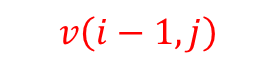 v(i − 1, j)